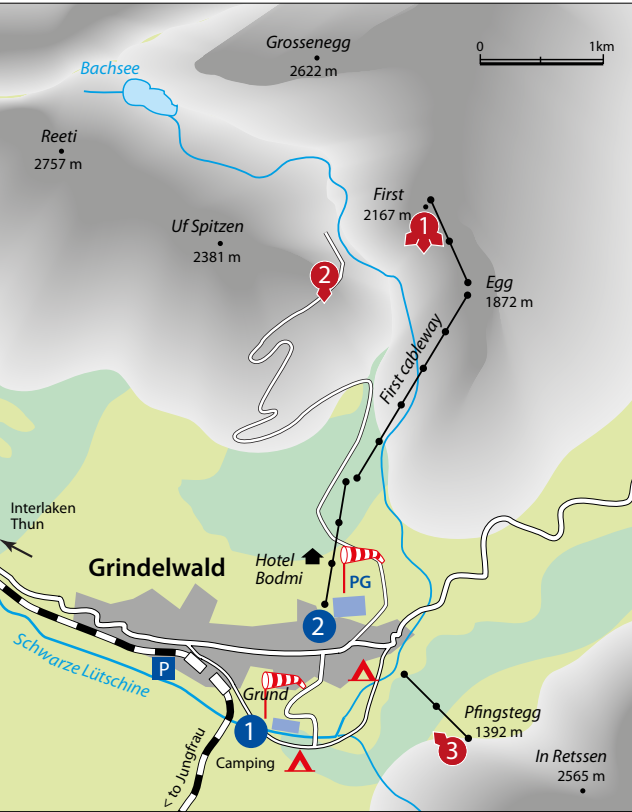 Grossenegg
2622 m
0
1km
Bachsee
Reeti
2757 m
First
2167 m
1
Uf Spitzen
2381 m
2
Egg
1872 m
First cableway
Interlaken
Thun
Grindelwald
Hotel
Bodmi
PG
2
Schwarze Lütschine
P
Grund
1
Camping
< to Jungfrau
Pfingstegg
1392 m
3
In Retssen
2565 m